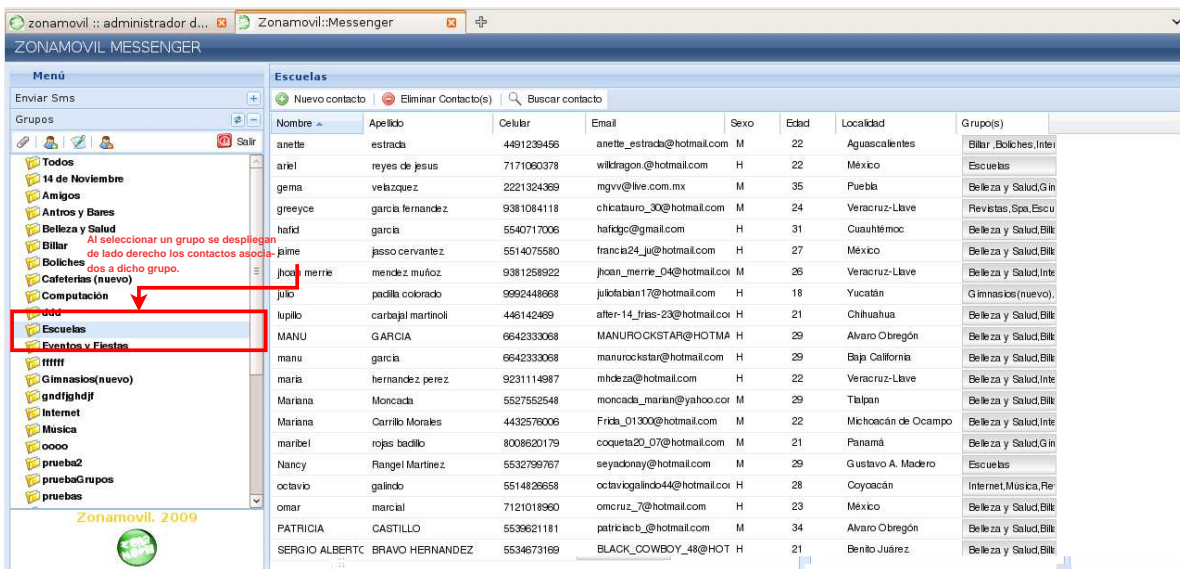 zonamovil :: administrador d...
Zonamovil::Messenger
ZONAMOVIL MESSENGER
Menú
Enviar Sms
Grupos
Salir
Todos
14 de Noviembre
Amigos
Antros y Bares
Belleza y Salud
Billar
Boliches
Cafeterias (nuevo)
Computación
ddd
Escuelas
Eventos y Fiestas
ffffff
Gimnasios(nuevo)
gndfjghdjf
Internet
Música
oooo
prueba2
pruebaGrupos
pruebas
Zonamovil. 2009
Al seleccionar un grupo se despliegan
de lado derecho los contactos asocia-
dos a dicho grupo.
Escuelas
Nuevo contacto Eliminar Contacto(s) Buscar contacto
Nombre Apellido Celular Email Sexo Edad Localidad Grupo(s)
anette estrada 4491239456 anette_estrada@hotmail.com M 22 Aguascalientes Billar ,Boliches,Inter
ariel reyes de jesus 7171060378 willdragon.@hotmail.com H 22 México Escuelas
gema velazquez 2221324369 mgvv@live.com.mx M 35 Puebla Belleza y Salud,Gin
greeyce garcia fernandez 9381084118 chicatauro_30@hotmail.com M 24 Veracruz-Llave Revistas,Spa,Escu
hafid garcia 5540717006 hafidgc@gmail.com H 31 Cuauhtémoc Belleza y Salud,Billa
jaime jasso cervantez 5514075580 francia24_ju@hotmail.com H 27 México Belleza y Salud,Billa
jhoan merrie mendez muñoz 9381258922 jhoan_merrie_04@hotmail.com M 26 Veracruz-Llave Belleza y Salud,Inte
julio padilla colorado 9992448668 juliofabian17@hotmail.com H 18 Yucatán Gimnasios(nuevo),
lupillo carbajal martinoli 446142469 after-14_frias-23@hotmail.com H 21 Chihuahua Belleza y Salud,Billa
MANU GARCIA 6642333068 MANUROCKSTAR@HOTMA H 29 Alvaro Obregón Belleza y Salud,Billa
manu garcia 6642333068 manurockstar@hotmail.com H 29 Baja California Belleza y Salud,Billa
maria hernandez perez 9231114987 mhdeza@hotmail.com H 22 Veracruz-Llave Belleza y Salud,Inte
Mariana Moncada 5527552548 moncada_marian@yahoo.com M 29 Tlalpan Belleza y Salud,Billa
Mariana Carrillo Morales 4432576006 Frida_01300@hotmail.com M 22 Michoacán de Ocampo Belleza y Salud,Inte
maribel rojas badillo 8008620179 coqueta20_07@hotmail.com M 21 Panamá Belleza y Salud,Gin
Nancy Rangel Martinez 5532799767 seyadonay@hotmail.com M 29 Gustavo A. Madero Escuelas
octavio galindo 5514826658 octaviogalindo44@hotmail.com H 28 Coyoacán Internet,Música,Re
omar marcial 7121018960 omcruz_7@hotmail.com H 23 México Belleza y Salud,Billa
PATRICIA CASTILLO 5539621181 patriciacb_@hotmail.com M 34 Alvaro Obregón Belleza y Salud,Billa
SERGIO ALBERTO BRAVO HERNANDEZ 5534673169 BLACK_COWBOY_48@HOT H 21 Benito Juárez Belleza y Salud,Billa